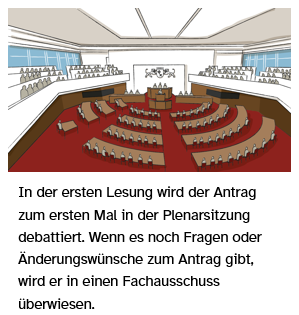 In der ersten Lesung wird der Antrag
zum ersten Mal in der Plenarsitzung
debattiert. Wenn es noch Fragen oder
Änderungswünsche zum Antrag gibt,
wird er in einen Fachausschuss
überwiesen.